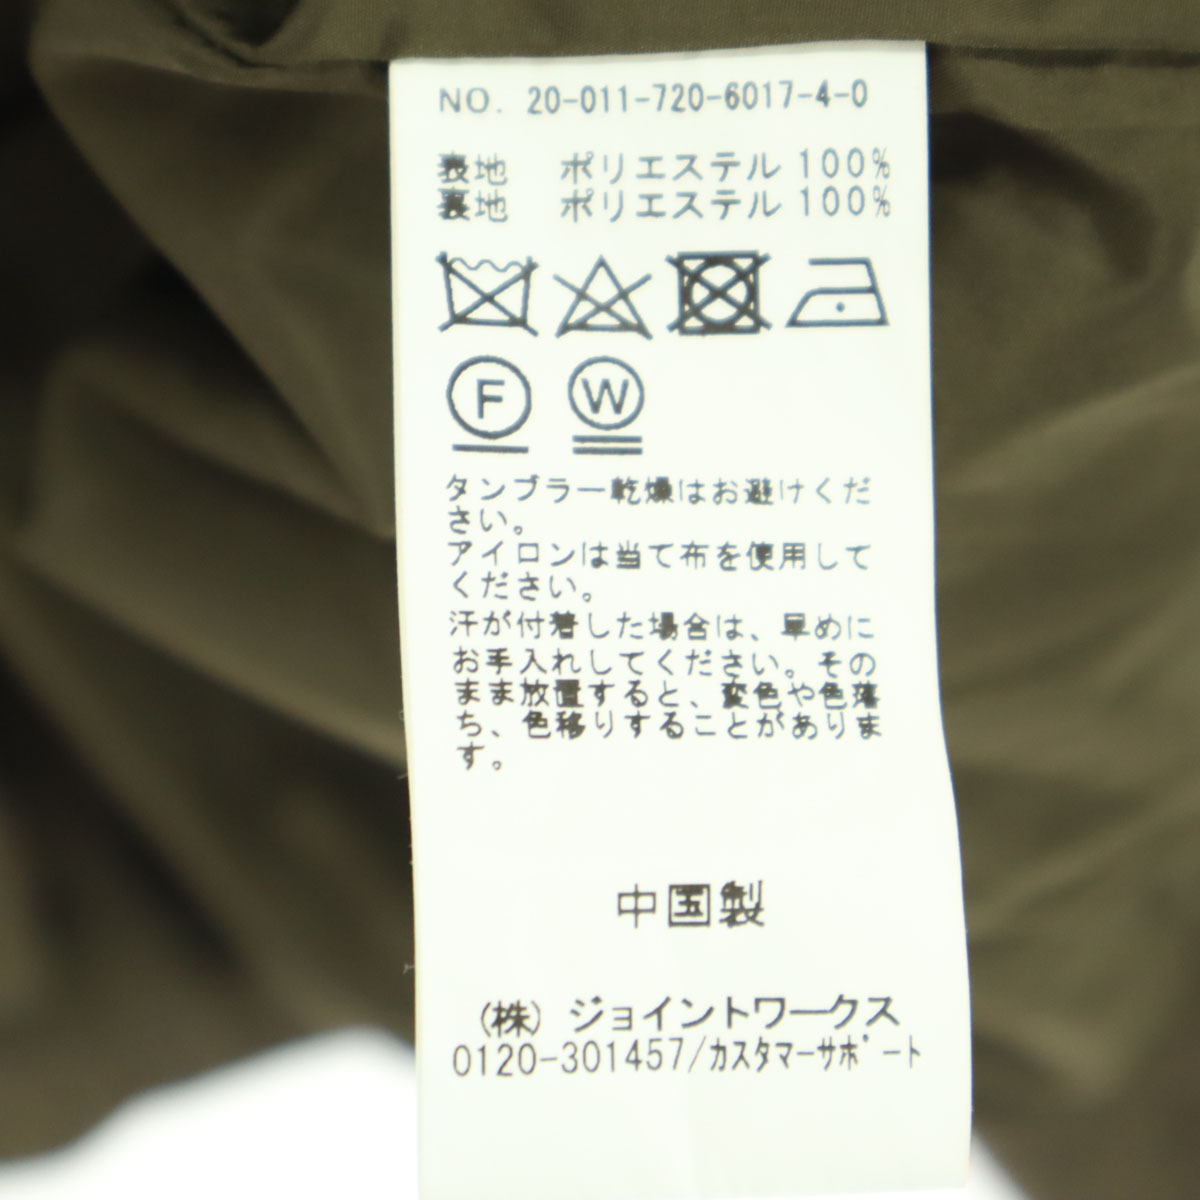 NO. 20-011-720-6017-4-0
表地 ポリエステル 100%
裏地 ポリエステル 100%
F W
タンブラー乾燥はお避けくだ
さい。
アイロンは当て布を使用して
ください。
汗が付着した場合は、早めに
お手入れしてください。その
まま放置すると、変色や色落
ち、色移りすることがありま
す。
中国製
(株) ジョイントワークス
0120-301457/カスタマーサポート